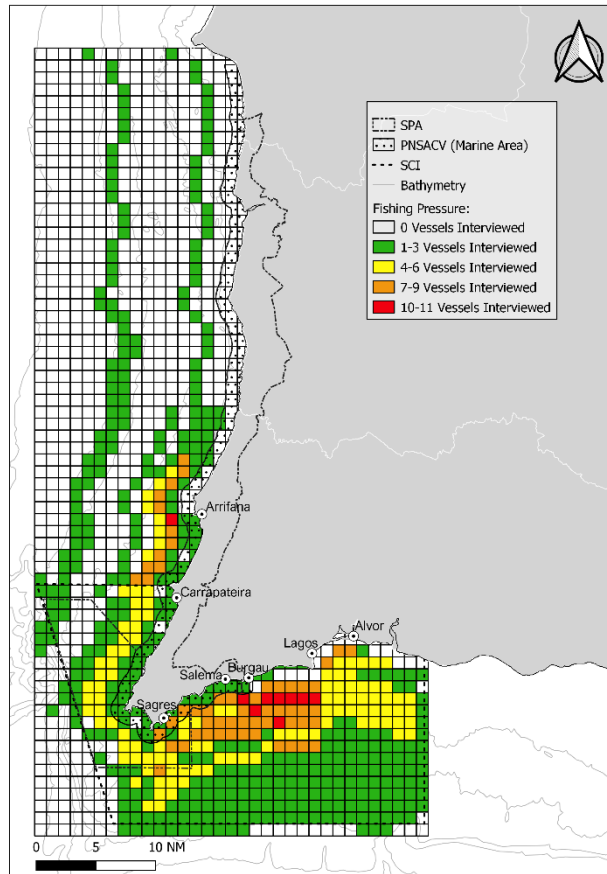 SPA
PNSACV (Marine Area)
SCI
Bathymetry
Fishing Pressure:
0 Vessels Interviewed
1-3 Vessels Interviewed
4-6 Vessels Interviewed
7-9 Vessels Interviewed
10-11 Vessels Interviewed
Arrifana
Carrapateira
Alvor
Lagos
Burgau
Salema
Sagres
0 5 10 NM